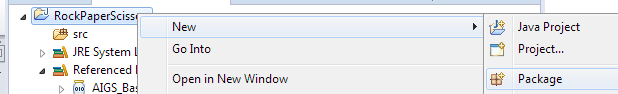 RockPaperScisso
src
JRE System L
Referenced
AIGS_Bas
New
Go Into
Open in New Window
Java Project
Project...
Package